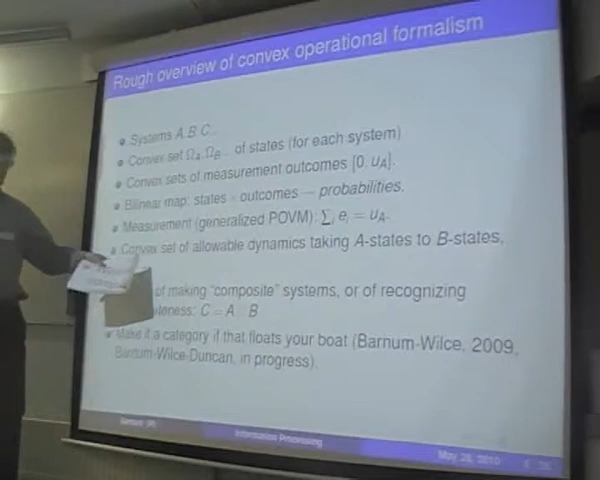 Rough overview of convex operational formalism
Systems A, B, C...
Convex set Ω_A, Ω_B ... of states (for each system)
Convex sets of measurement outcomes [0, u_A].
Bilinear map: states × outcomes → probabilities.
Measurement (generalized POVM): ∑_i e_i = u_A.
Convex set of allowable dynamics taking A-states to B-states,
of making "composite" systems, or of recognizing
C = A B
Make it a category if that floats your boat (Barnum-Wilce, 2009,
Barnum-Wilce-Duncan, in progress).
Information Processing
May 28, 2010